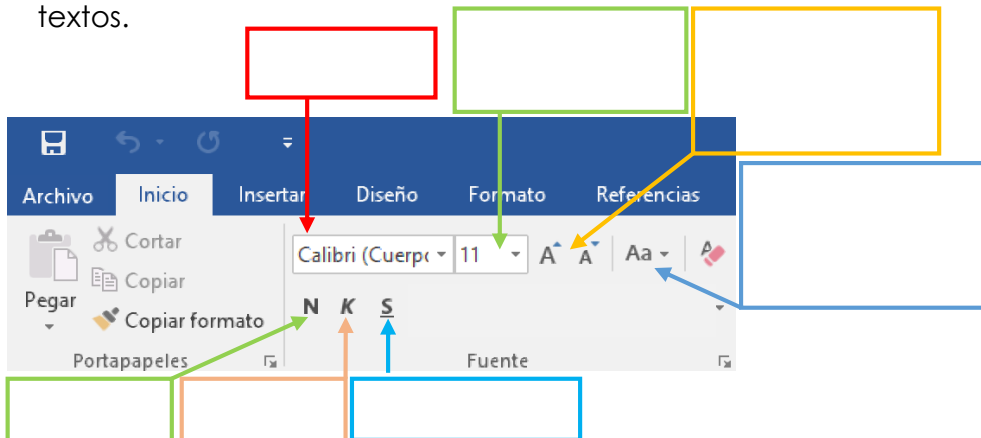 textos.
Archivo Inicio Insertar Diseño Formato Referencias
Cortar
Copiar
Pegar
Copiar formato
Calibri (Cuerpo 11 A A Aa A
N K S
Portapapeles Fuente